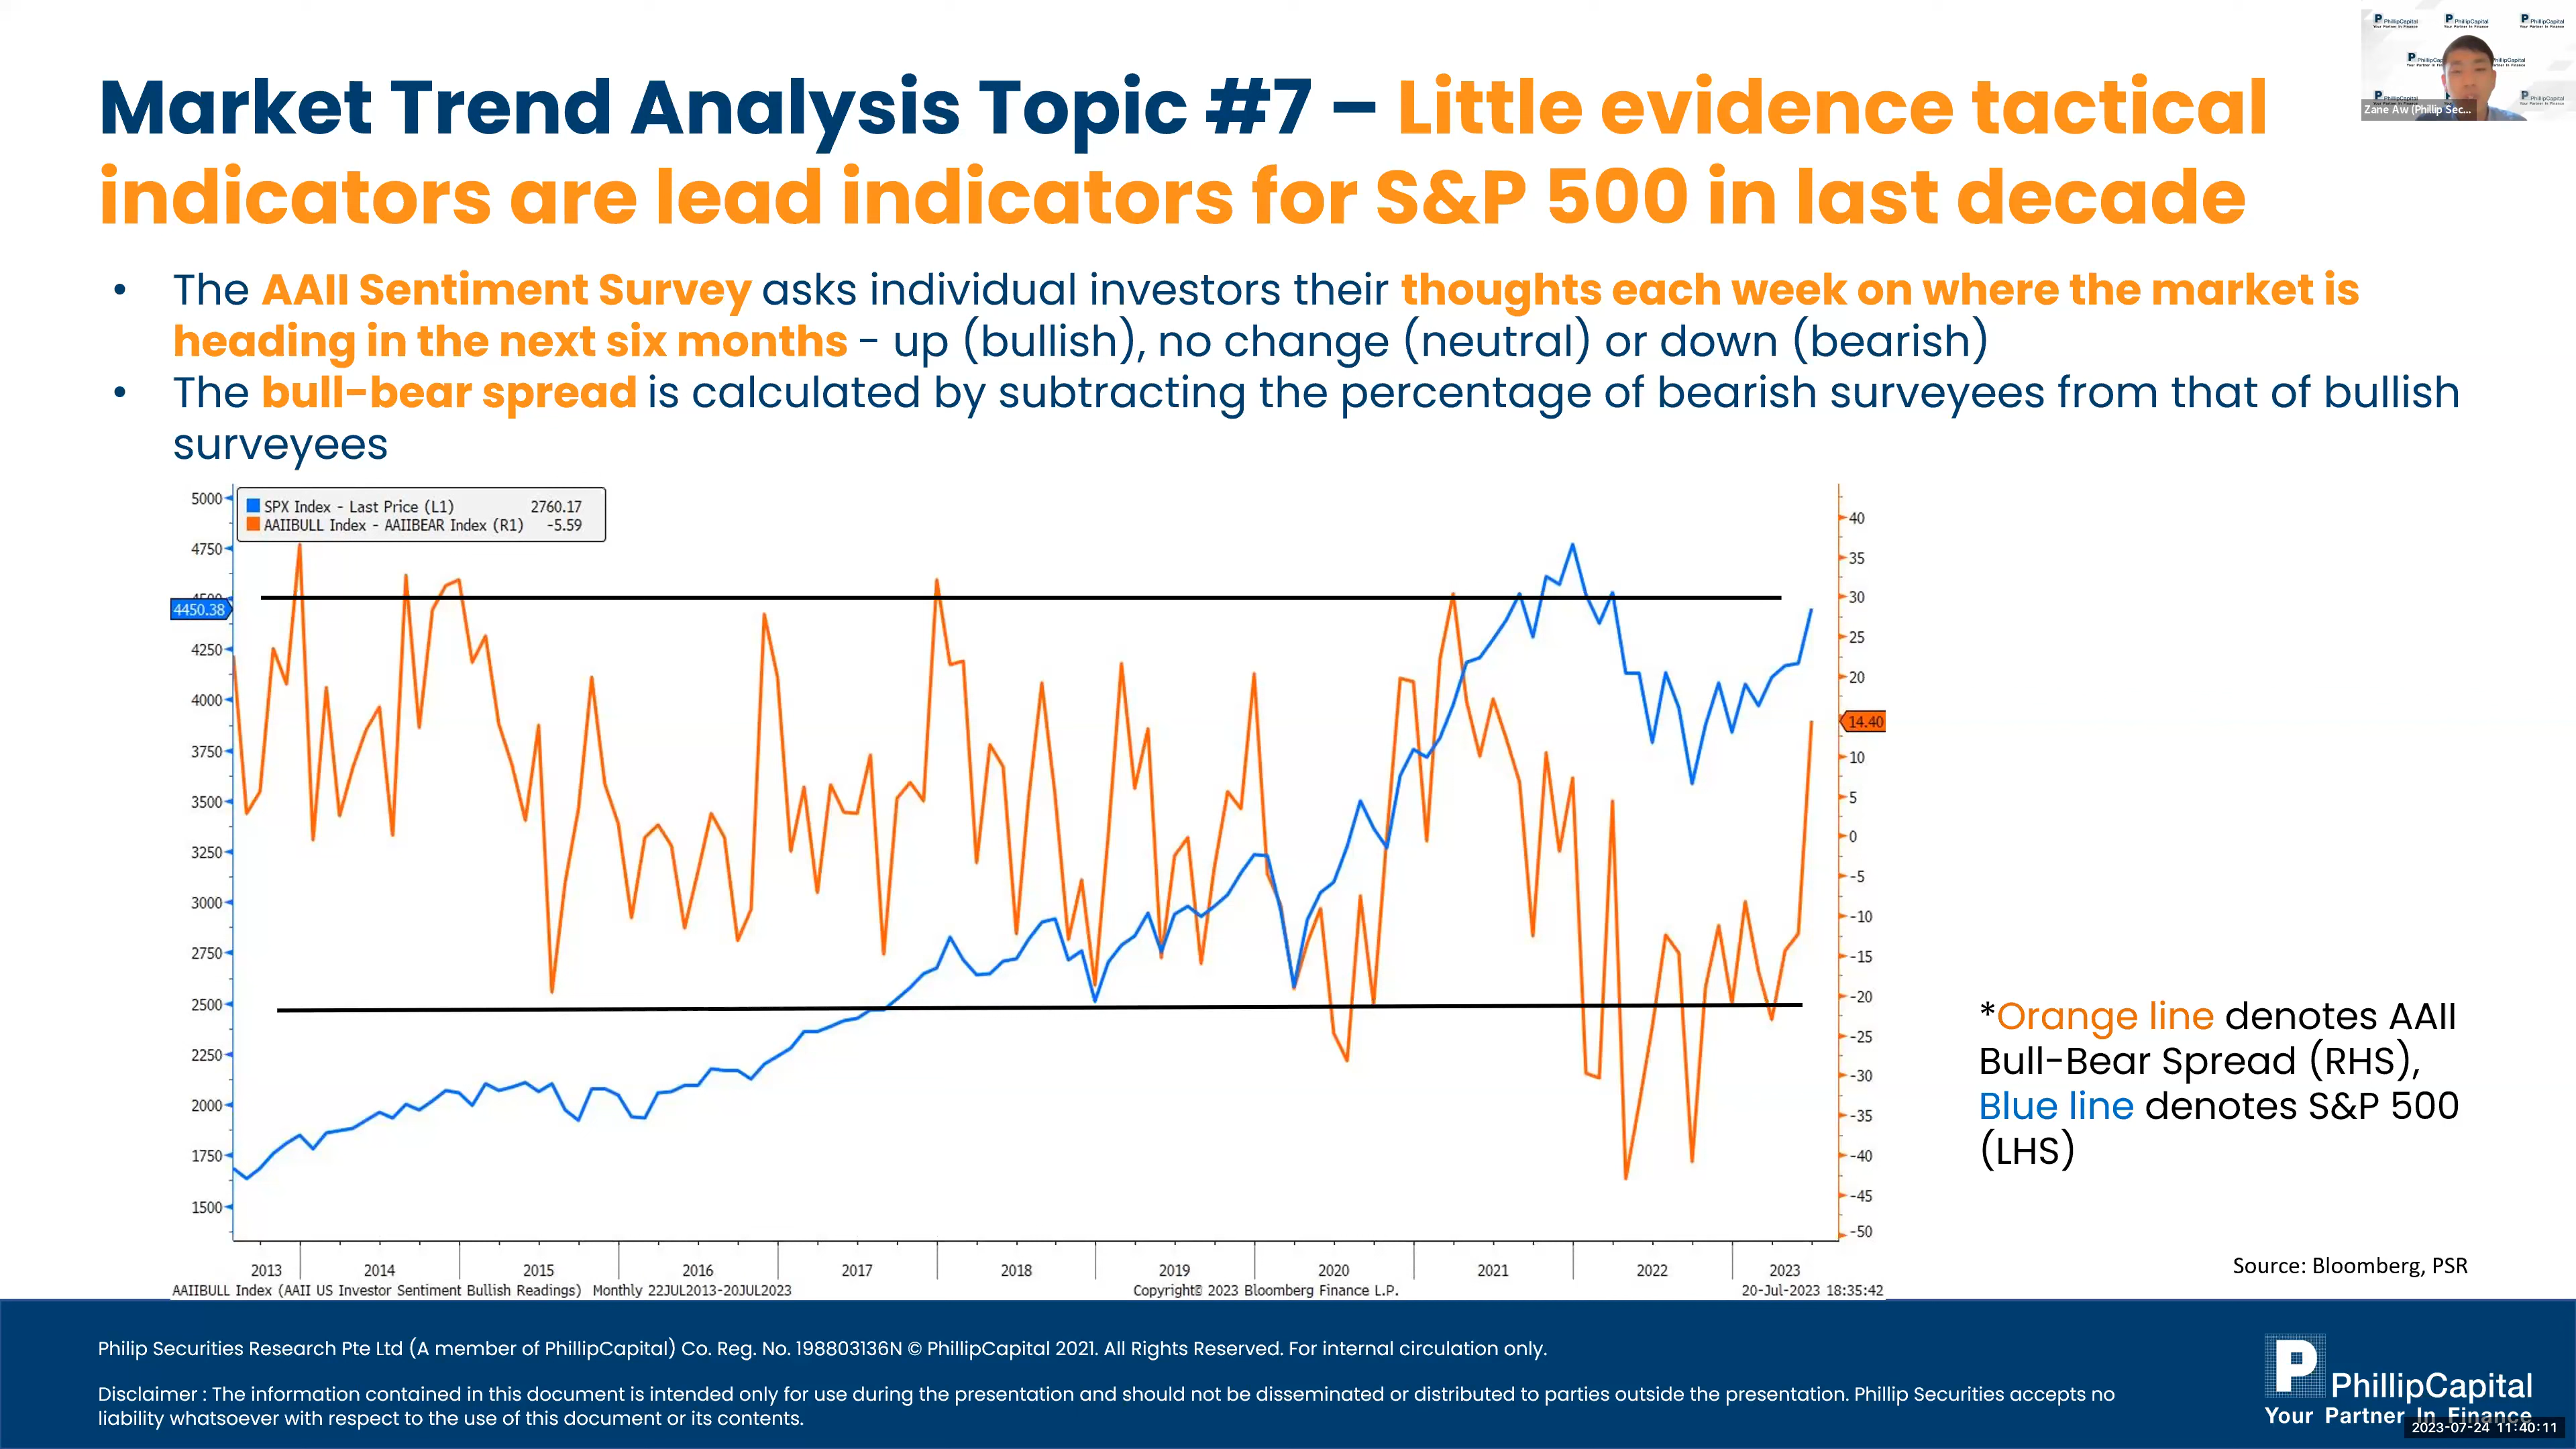 Market Trend Analysis Topic #7 – Little evidence tactical
indicators are lead indicators for S&P 500 in last decade
PhillipCapital
Your Partner In Finance
Zane Aw (Phillip Sec...
• The AAII Sentiment Survey asks individual investors their thoughts each week on where the market is
heading in the next six months - up (bullish), no change (neutral) or down (bearish)
• The bull-bear spread is calculated by subtracting the percentage of bearish surveyees from that of bullish
surveyees
SPX Index - Last Price (L1) 2760.17
AAIIBULL Index - AAIIBEAR Index (R1) -5.59
5000
4750
4500
4450.38
4250
4000
3750
3500
3250
3000
2750
2500
2250
2000
1750
1500
40
35
30
25
20
14.40
10
5
0
-5
-10
-15
-20
-25
-30
-35
-40
-45
-50
2013 2014 2015 2016 2017 2018 2019 2020 2021 2022 2023
AAIIBULL Index (AAII US Investor Sentiment Bullish Readings) Monthly 22JUL2013-20JUL2023 Copyright© 2023 Bloomberg Finance L.P. 20-Jul-2023 18:35:42
*Orange line denotes AAII
Bull-Bear Spread (RHS),
Blue line denotes S&P 500
(LHS)
Source: Bloomberg, PSR
Philip Securities Research Pte Ltd (A member of PhillipCapital) Co. Reg. No. 198803136N © PhillipCapital 2021. All Rights Reserved. For internal circulation only.
Disclaimer : The information contained in this document is intended only for use during the presentation and should not be disseminated or distributed to parties outside the presentation. Phillip Securities accepts no
liability whatsoever with respect to the use of this document or its contents.
P PhillipCapital
Your Partner In Finance
2023-07-24 11:40:11